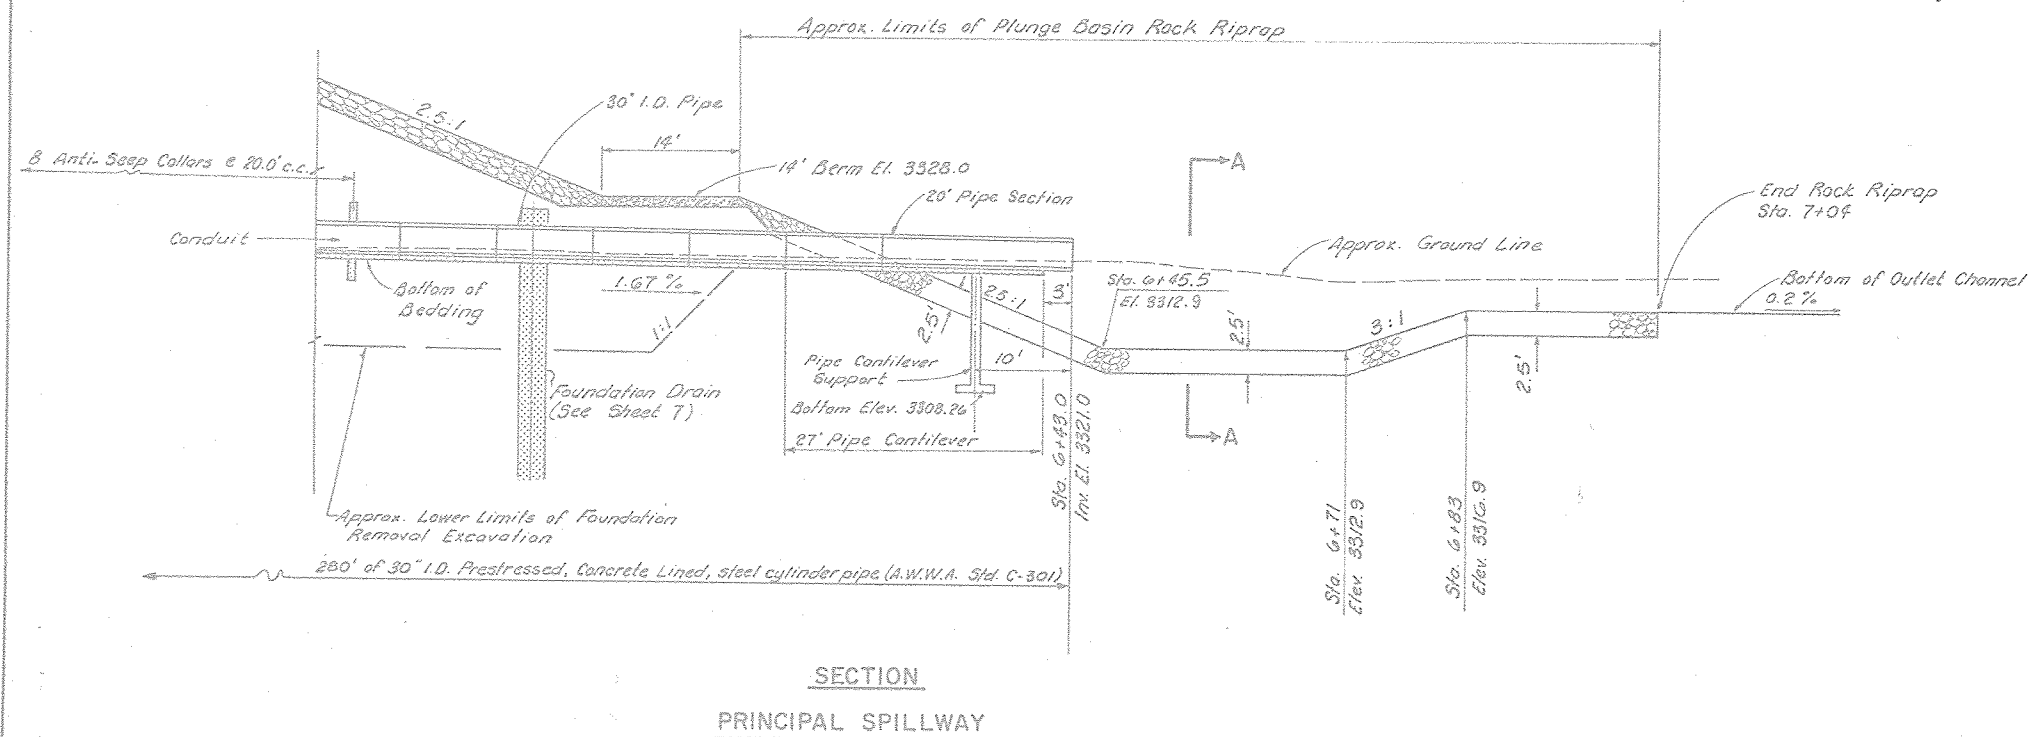 Approx. Limits of Plunge Basin Rock Riprap
30" I.D. Pipe
2.5:1
14'
8 Anti-Seep Collars @ 20.0' c.c.
14' Berm El. 3328.0
20' Pipe Section
A
End Rock Riprap
Sta. 7+04
Conduit
Approx. Ground Line
Bottom of
Bedding
1.67 %
1:1
2.5:1
3'
Sta. 6+45.5
El. 3312.9
Bottom of Outlet Channel
0.2 %
2.5'
10'
2.5'
3:1
2.5'
Pipe Cantilever
Support
Foundation Drain
(See Sheet 7)
Bottom Elev. 3308.26
27' Pipe Cantilever
A
Sta. 6+43.0
Inv. El. 3321.0
Sta. 6+71
Elev. 3312.9
Sta. 6+83
Elev. 3316.9
Approx. Lower Limits of Foundation
Removal Excavation
280' of 30" I.D. Prestressed, Concrete Lined, steel cylinder pipe (A.W.W.A. Std. C-301)
SECTION
PRINCIPAL SPILLWAY